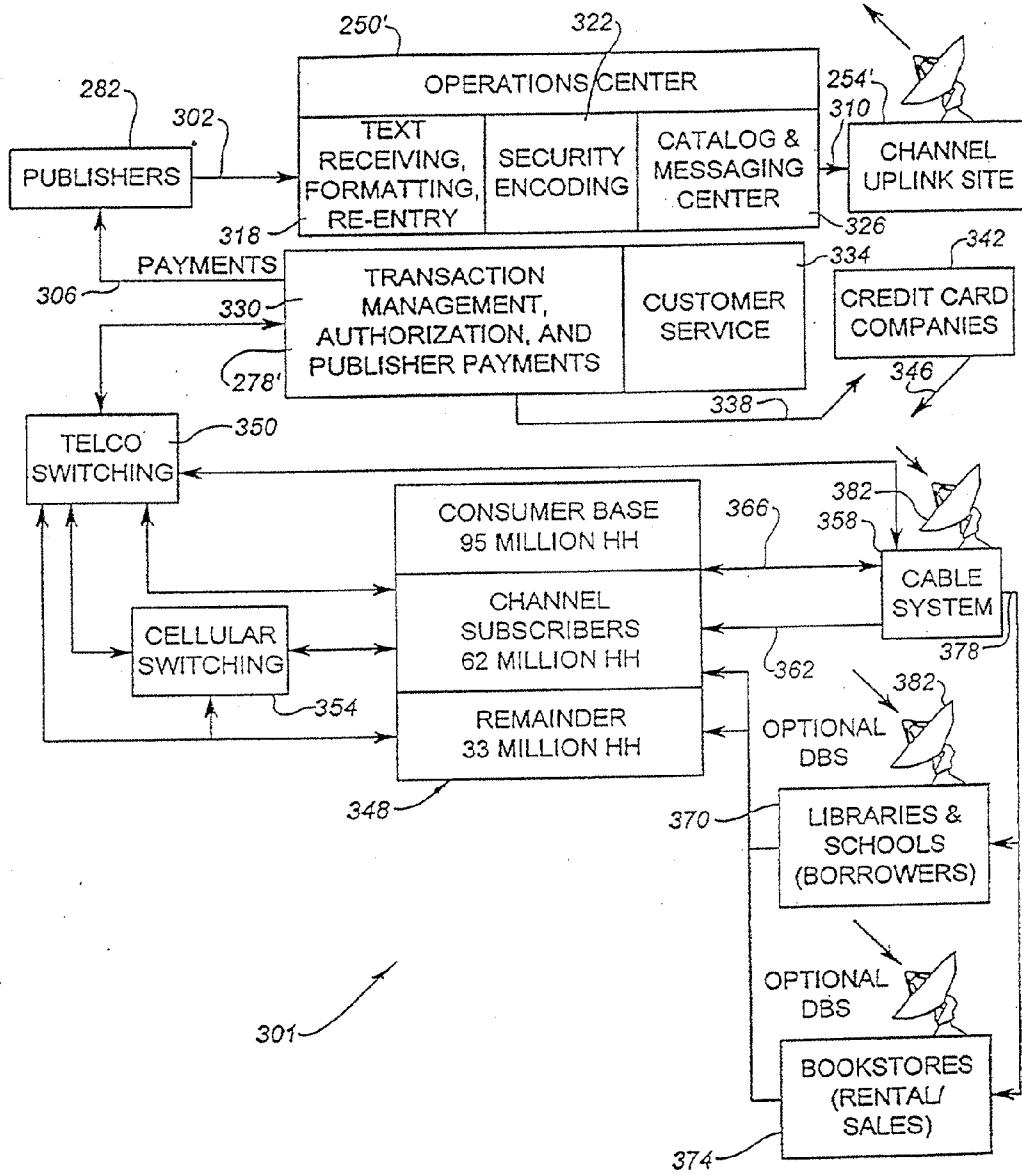 250'
322
OPERATIONS CENTER
282
302
TEXT
RECEIVING,
FORMATTING,
RE-ENTRY
SECURITY
ENCODING
CATALOG &
MESSAGING
CENTER
310
254'
CHANNEL
UPLINK SITE
PUBLISHERS
318
326
PAYMENTS
306
330
TRANSACTION
MANAGEMENT,
AUTHORIZATION, AND
PUBLISHER PAYMENTS
278'
CUSTOMER
SERVICE
334
342
CREDIT CARD
COMPANIES
346
338
TELCO
SWITCHING
350
CONSUMER BASE
95 MILLION HH
366
382
358
CABLE
SYSTEM
378
CHANNEL
SUBSCRIBERS
62 MILLION HH
362
CELLULAR
SWITCHING
354
REMAINDER
33 MILLION HH
348
382
OPTIONAL
DBS
370
LIBRARIES &
SCHOOLS
(BORROWERS)
OPTIONAL
DBS
301
BOOKSTORES
(RENTAL/
SALES)
374